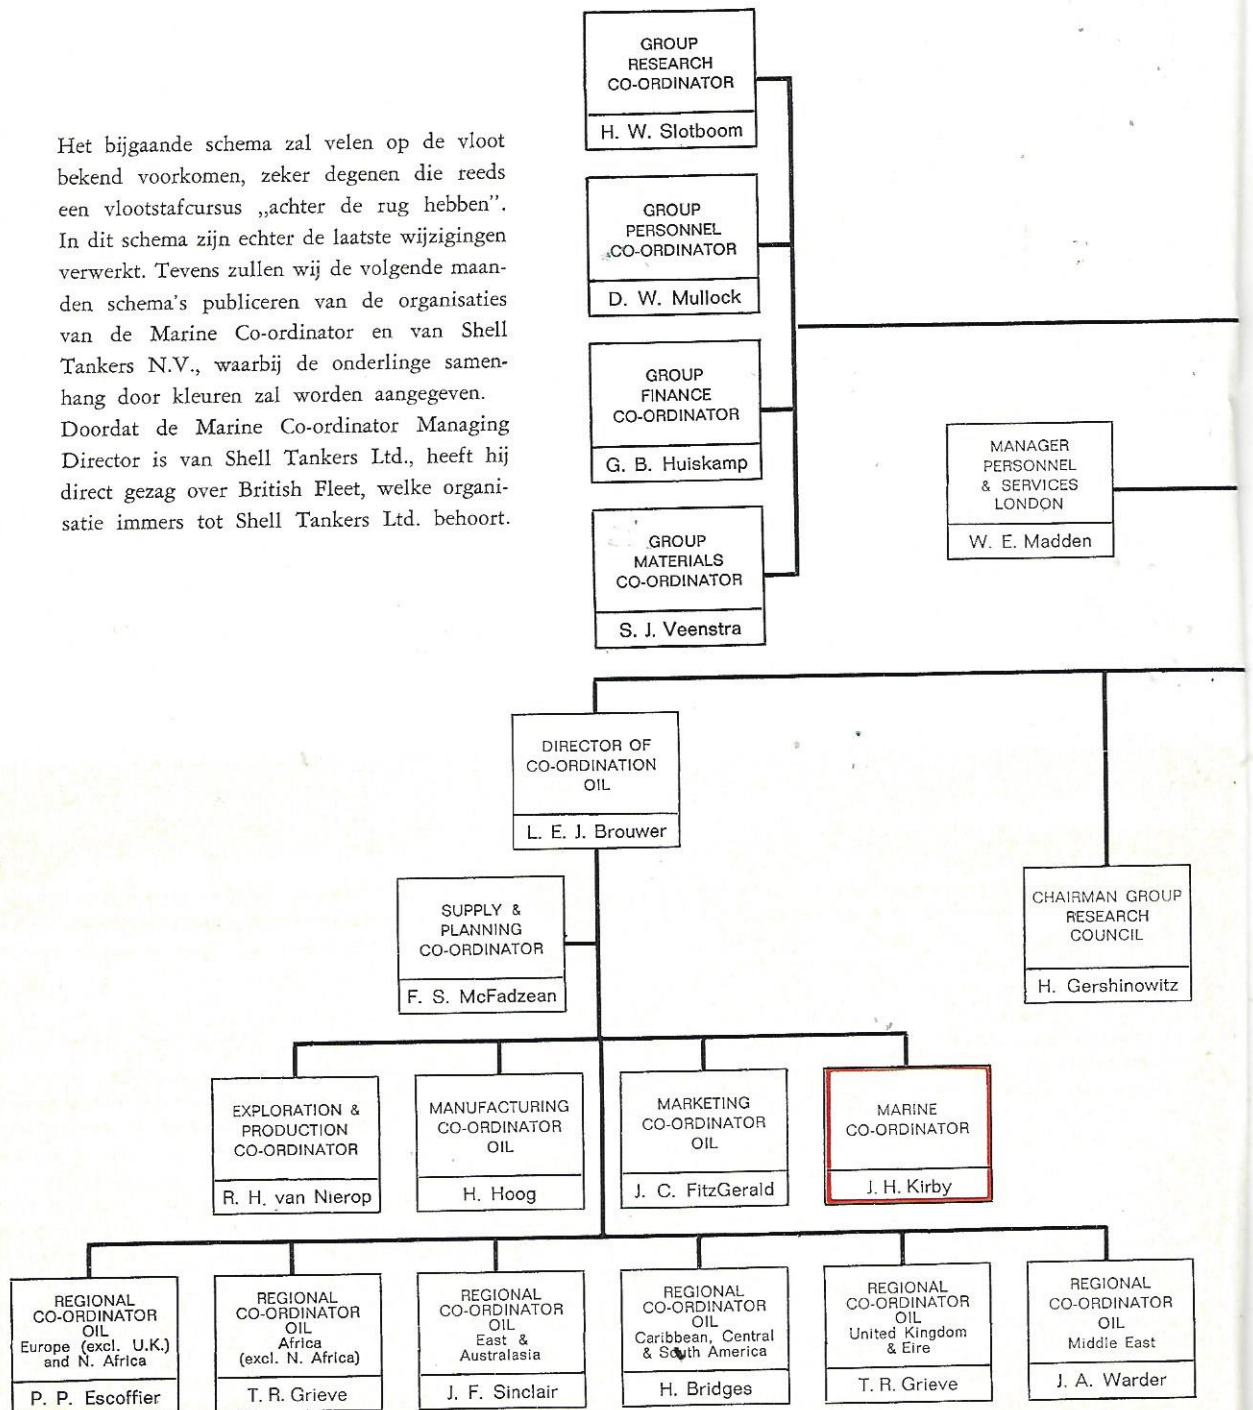 GROUP
RESEARCH
CO-ORDINATOR
H. W. Slotboom
Het bijgaande schema zal velen op de vloot
bekend voorkomen, zeker degenen die reeds
een vlootstafcursus „achter de rug hebben”.
In dit schema zijn echter de laatste wijzigingen
verwerkt. Tevens zullen wij de volgende maan-
den schema's publiceren van de organisaties
van de Marine Co-ordinator en van Shell
Tankers N.V., waarbij de onderlinge samen-
hang door kleuren zal worden aangegeven.
Doordat de Marine Co-ordinator Managing
Director is van Shell Tankers Ltd., heeft hij
direct gezag over British Fleet, welke organi-
satie immers tot Shell Tankers Ltd. behoort.
GROUP
PERSONNEL
CO-ORDINATOR
D. W. Mullock
GROUP
FINANCE
CO-ORDINATOR
G. B. Huiskamp
MANAGER
PERSONNEL
& SERVICES
LONDON
W. E. Madden
GROUP
MATERIALS
CO-ORDINATOR
S. J. Veenstra
DIRECTOR OF
CO-ORDINATION
OIL
L. E. J. Brouwer
SUPPLY &
PLANNING
CO-ORDINATOR
F. S. McFadzean
CHAIRMAN GROUP
RESEARCH
COUNCIL
H. Gershinowitz
EXPLORATION &
PRODUCTION
CO-ORDINATOR
R. H. van Nierop
MANUFACTURING
CO-ORDINATOR
OIL
H. Hoog
MARKETING
CO-ORDINATOR
OIL
J. C. FitzGerald
MARINE
CO-ORDINATOR
J. H. Kirby
REGIONAL
CO-ORDINATOR
OIL
Europe (excl. U.K.)
and N. Africa
P. P. Escoffier
REGIONAL
CO-ORDINATOR
OIL
Africa
(excl. N. Africa)
T. R. Grieve
REGIONAL
CO-ORDINATOR
OIL
East &
Australasia
J. F. Sinclair
REGIONAL
CO-ORDINATOR
OIL
Caribbean, Central
& South America
H. Bridges
REGIONAL
CO-ORDINATOR
OIL
United Kingdom
& Eire
T. R. Grieve
REGIONAL
CO-ORDINATOR
OIL
Middle East
J. A. Warder